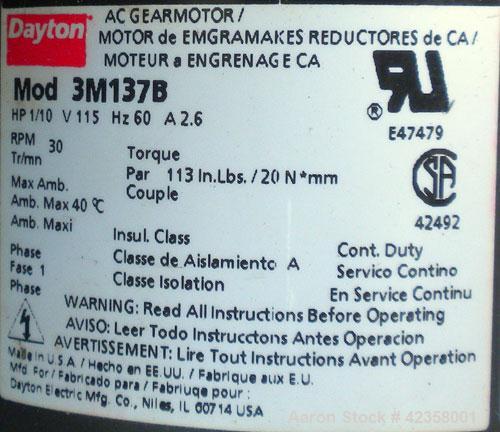 Dayton
AC GEARMOTOR /
MOTOR de EMGRAMAKES REDUCTORES de CA /
MOTEUR a ENGRENAGE CA
Mod 3M137B
HP 1/10 V 115 Hz 60 A 2.6
® E47479
RPM 30
Tr/mn
Torque
Par 113 In.Lbs. / 20 N*mm
Couple
Max Amb.
Amb. Max 40 °C
Amb. Maxi
SA
42492
Insul. Class
Classe de Aislamiento A
Classe Isolation
Phase
Fase 1
Phase
Cont. Duty
Servico Contino
En Service Continu
WARNING: Read All Instructions Before Operating
AVISO: Leer Todo Instrucctons Antes Operacion
AVERTISSEMENT: Lire Tout Instructions Avant Operation
Made in U.S.A / Hecho en EE.UU. / Fabrique aux E.U.
Mfd For / Fabricado para / Fabriuqe pour :
Dayton Electric Mfg. Co., Niles, IL 60714 USA
Aaron Stock # 42358001